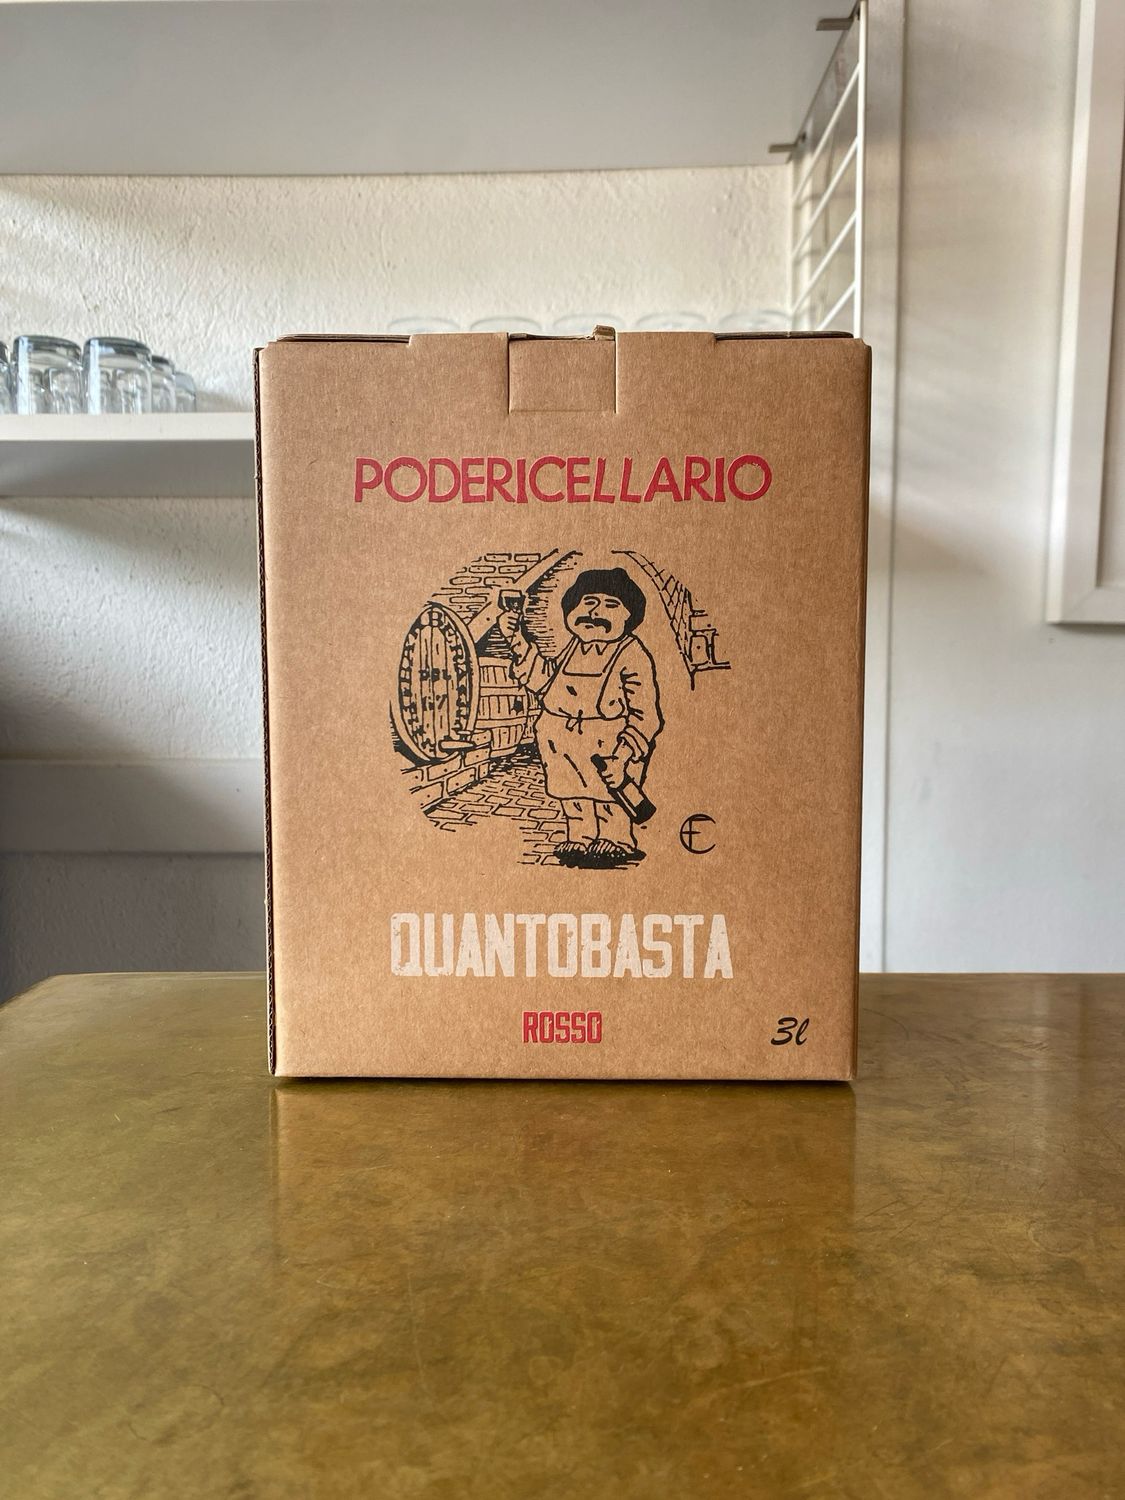 PODERICELLARIO
QUANTOBASTA
ROSSO
3l